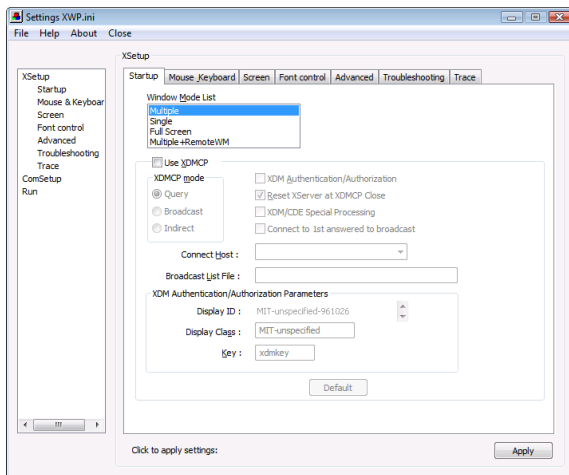 Settings XWP.ini
File Help About Close
XSetup
Startup
Mouse & Keyboar
Screen
Font control
Advanced
Troubleshooting
Trace
ComSetup
Run
XSetup
Startup Mouse_Keyboard Screen Font control Advanced Troubleshooting Trace
Window Mode List
Multiple
Single
Full Screen
Multiple+RemoteWM
Use XDMCP
XDMCP mode
Query
Broadcast
Indirect
XDM Authentication/Authorization
Reset XServer at XDMCP Close
XDM/CDE Special Processing
Connect to 1st answered to broadcast
Connect Host :
Broadcast List File :
XDM Authentication/Authorization Parameters
Display ID : MIT-unspecified-961026
Display Class : MIT-unspecified
Key : xdmkey
Default
Click to apply settings: Apply